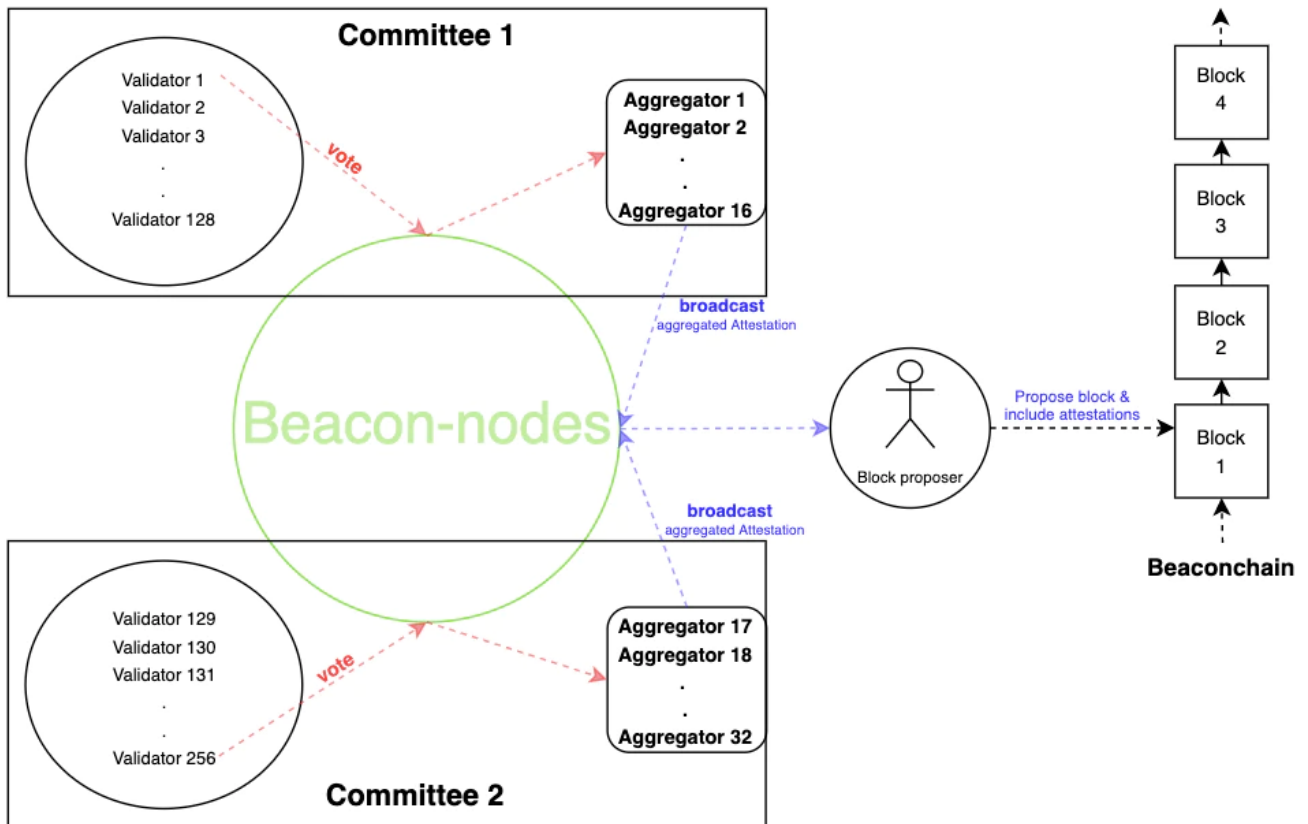 Committee 1
Validator 1
Validator 2
Validator 3
.
.
Validator 128
vote
Aggregator 1
Aggregator 2
.
.
Aggregator 16
broadcast
aggregated Attestation
Beacon-nodes
broadcast
aggregated Attestation
Validator 129
Validator 130
Validator 131
.
.
Validator 256
vote
Aggregator 17
Aggregator 18
.
.
Aggregator 32
Committee 2
Block proposer
Propose block &
include attestations
Block
4
Block
3
Block
2
Block
1
Beaconchain